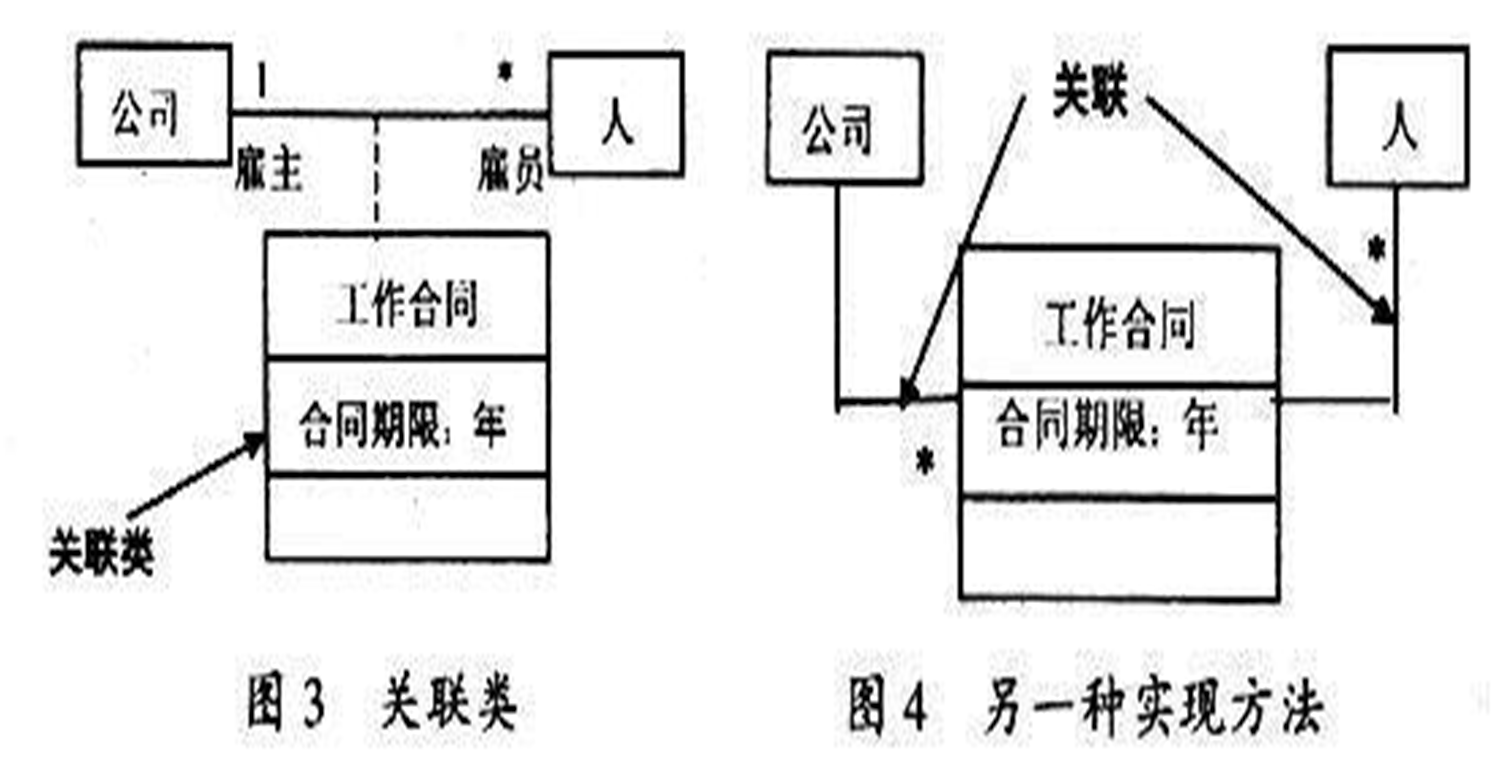 公司
1
*
人
雇主
雇员
工作合同
合同期限：年
关联类
图3 关联类
公司
关联
人
*
工作合同
合同期限：年
*
图4 另一种实现方法